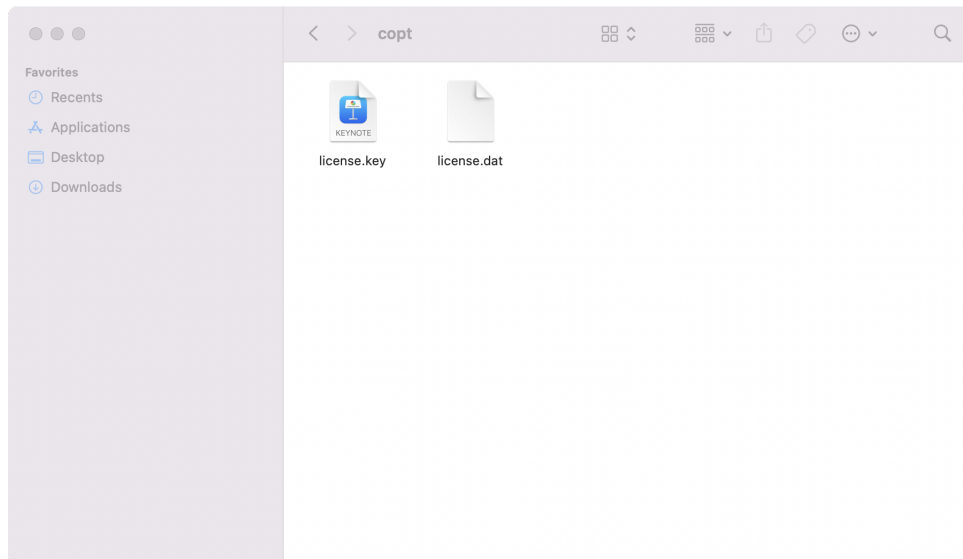 copt
Favorites
Recents
Applications
Desktop
Downloads
KEYNOTE
license.key
license.dat